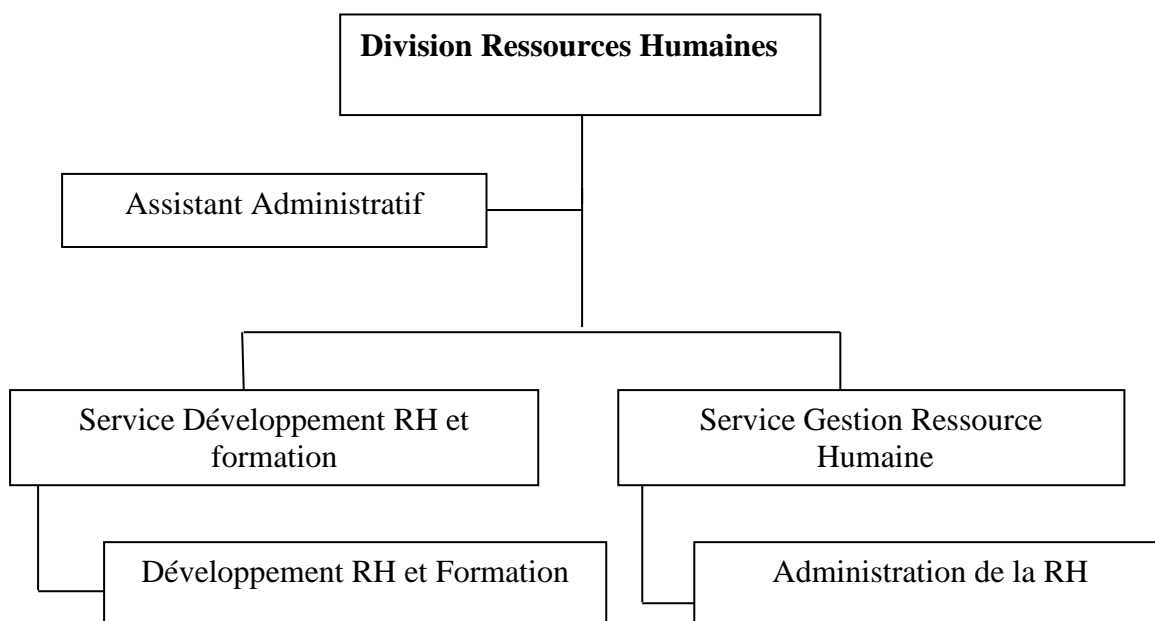 Division Ressources Humaines
Assistant Administratif
Service Développement RH et
formation
Service Gestion Ressource
Humaine
Développement RH et Formation
Administration de la RH